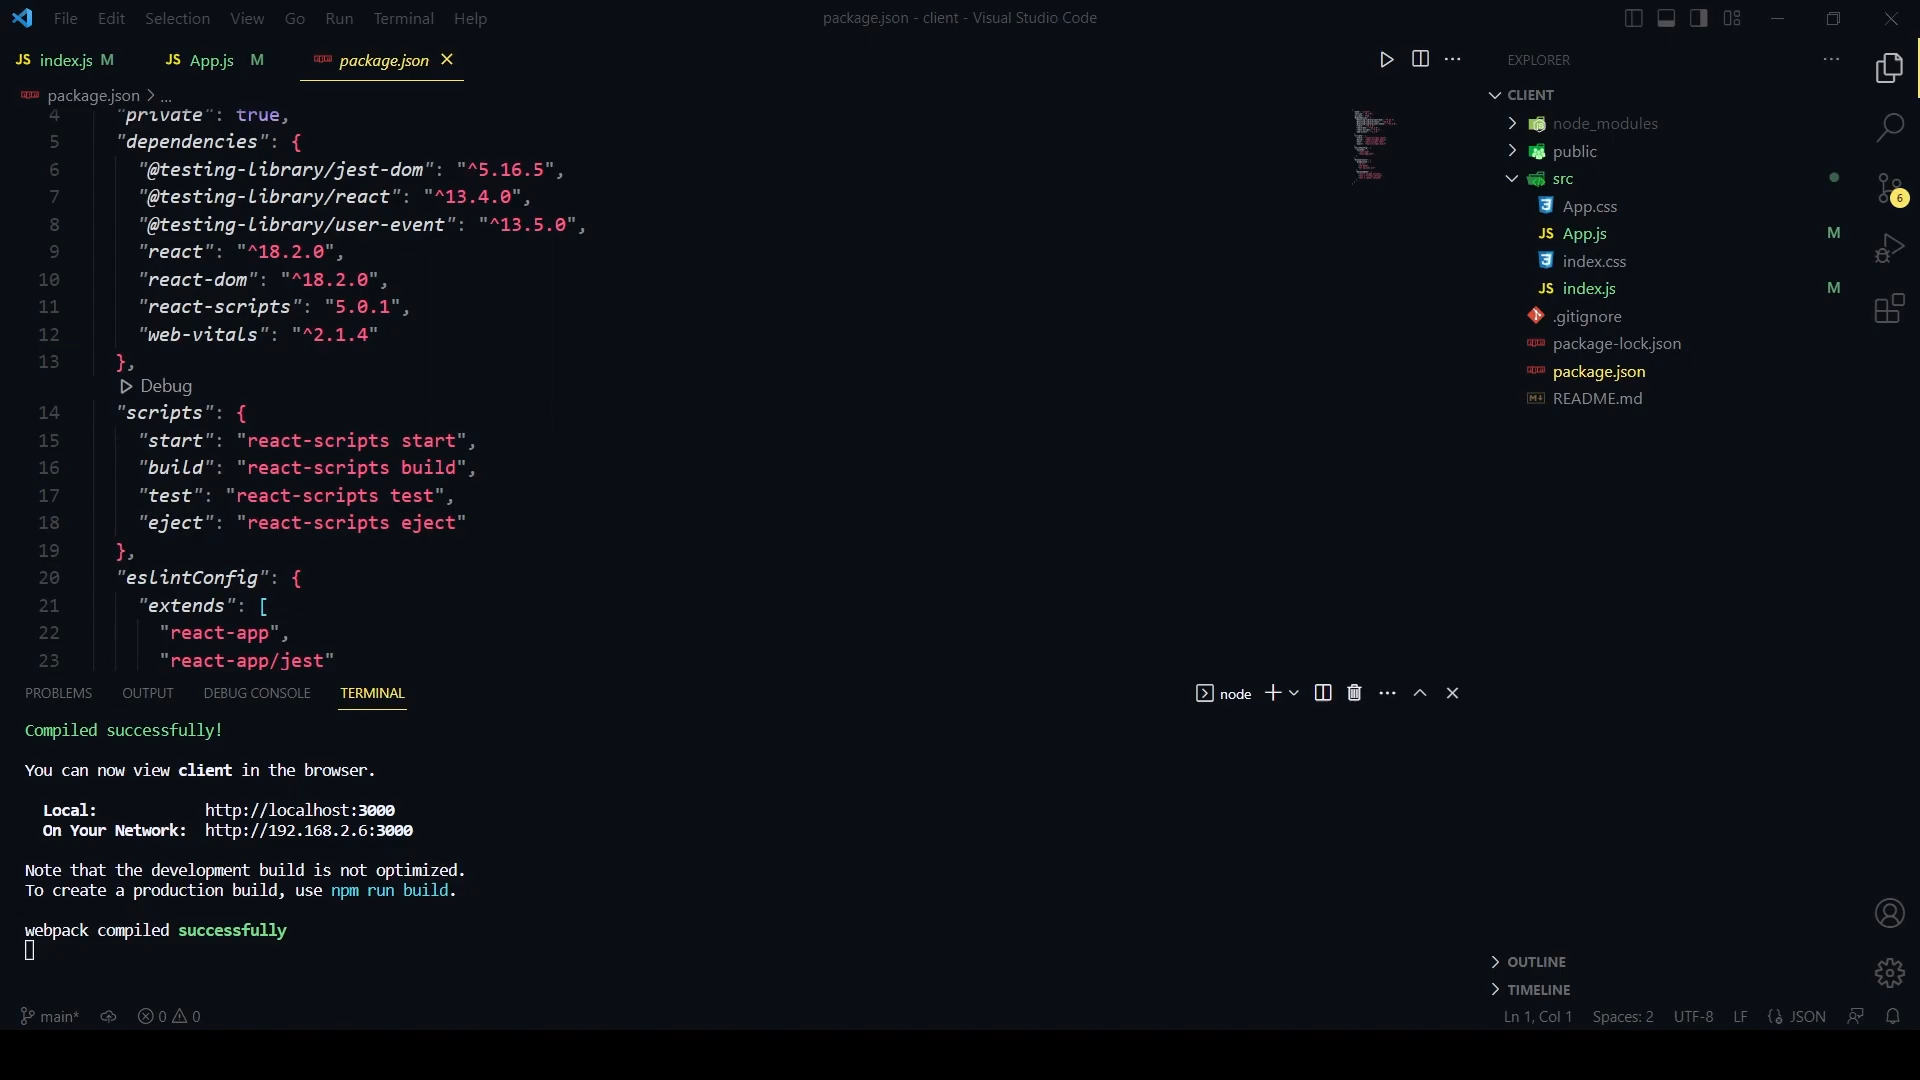 File Edit Selection View Go Run Terminal Help
package.json - client - Visual Studio Code
JS index.js M
JS App.js M
package.json
package.json > ...
4 "private": true,
5 "dependencies": {
6 "@testing-library/jest-dom": "^5.16.5",
7 "@testing-library/react": "^13.4.0",
8 "@testing-library/user-event": "^13.5.0",
9 "react": "^18.2.0",
10 "react-dom": "^18.2.0",
11 "react-scripts": "5.0.1",
12 "web-vitals": "^2.1.4"
13 },
Debug
14 "scripts": {
15 "start": "react-scripts start",
16 "build": "react-scripts build",
17 "test": "react-scripts test",
18 "eject": "react-scripts eject"
19 },
20 "eslintConfig": {
21 "extends": [
22 "react-app",
23 "react-app/jest"
PROBLEMS OUTPUT DEBUG CONSOLE TERMINAL
node
Compiled successfully!
You can now view client in the browser.
Local: http://localhost:3000
On Your Network: http://192.168.2.6:3000
Note that the development build is not optimized.
To create a production build, use npm run build.
webpack compiled successfully
EXPLORER
CLIENT
node_modules
public
src
App.css
JS App.js M
index.css
JS index.js M
.gitignore
package-lock.json
package.json
README.md
6
OUTLINE
TIMELINE
main* 0 0
Ln 1, Col 1 Spaces: 2 UTF-8 LF JSON